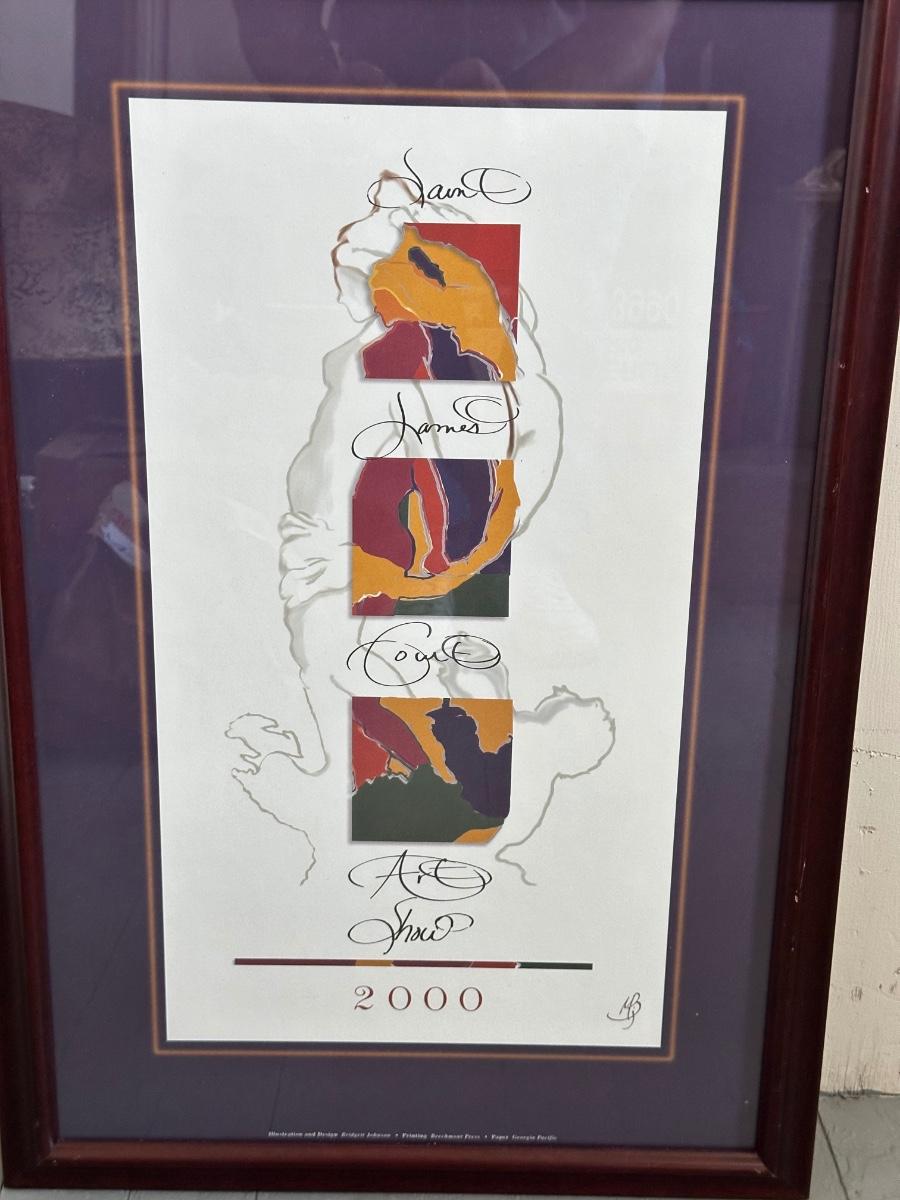 Saint
James
Court
Art
Show
2000
Illustration and Design Bridgett Johnson • Printing Beechmont Press • Paper Georgia Pacific